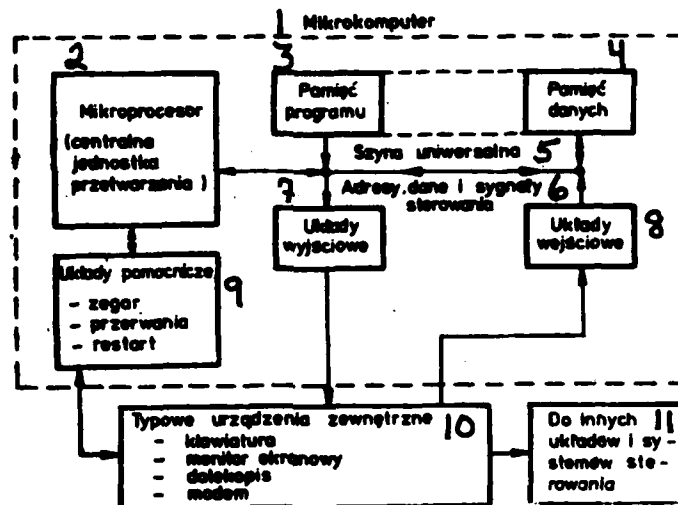 1 Mikrokomputer
2
Mikroprocesor
(centralna
jednostka
przetwarzania)
3
Pamięć
programu
4
Pamięć
danych
Szyna uniwersalna 5
Adresy, dane i sygnały 6
sterowania
7
Układy
wyjściowe
Układy
wejściowe
8
Układy pomocnicze
9
- zegar
- przerwania
- restart
Typowe urządzenia zewnętrzne 10
- klawiatura
- monitor ekranowy
- dalekopis
- modem
Do innych 11
układów i sy-
stemów ste-
rowania